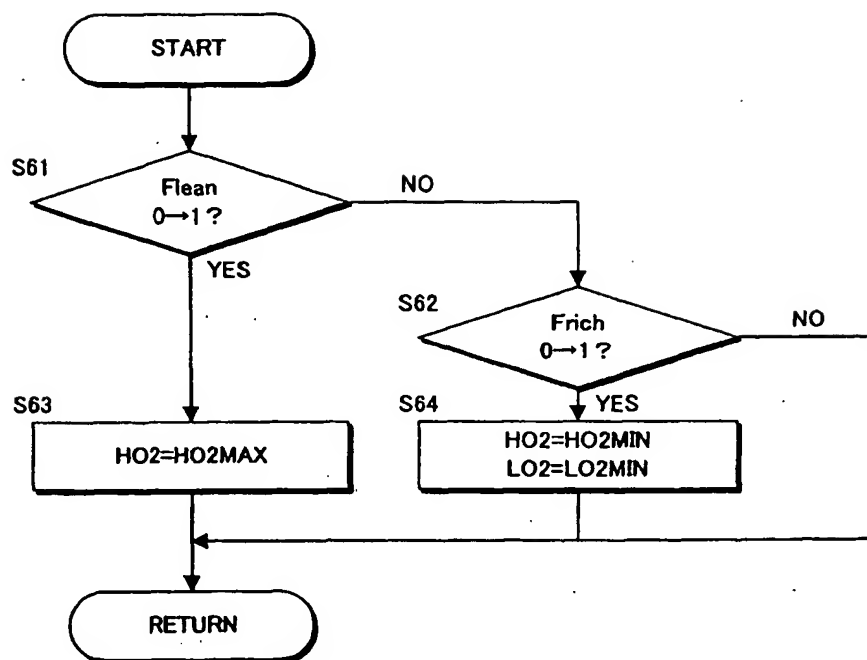 START
S61
Flean
0→1?
NO
YES
S62
Frich
0→1?
NO
YES
S63
HO2=HO2MAX
S64
HO2=HO2MIN
LO2=LO2MIN
RETURN